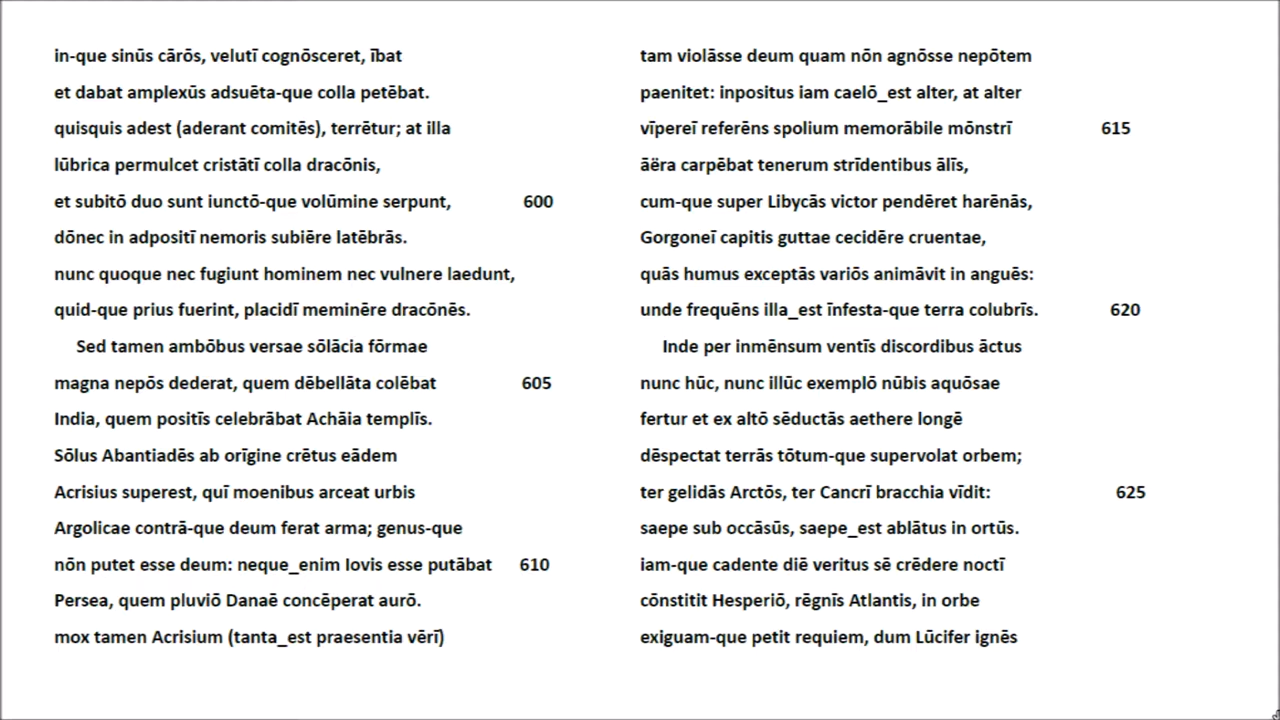 in-que sinūs cārōs, velutī cognōsceret, ībat
et dabat amplexūs adsuēta-que colla petēbat.
quisquis adest (aderant comitēs), terrētur; at illa
lūbrica permulcet cristātī colla dracōnis,
et subitō duo sunt iunctō-que volūmine serpunt, 600
dōnec in adpositī nemoris subiēre latēbrās.
nunc quoque nec fugiunt hominem nec vulnere laedunt,
quid-que prius fuerint, placidī meminēre dracōnēs.
Sed tamen ambōbus versae sōlācia fōrmae
magna nepōs dederat, quem dēbellāta colēbat 605
India, quem positīs celebrābat Achāia templīs.
Sōlus Abantiadēs ab orīgine crētus eādem
Acrisius superest, quī moenibus arceat urbis
Argolicae contrā-que deum ferat arma; genus-que
nōn putet esse deum: neque_enim Iovis esse putābat 610
Persea, quem pluviō Danaē concēperat aurō.
mox tamen Acrisium (tanta_est praesentia vērī)
tam violāsse deum quam nōn agnōsse nepōtem
paenitet: inpositus iam caelō_est alter, at alter
vīpereī referēns spolium memorābile mōnstrī 615
āëra carpēbat tenerum strīdentibus ālīs,
cum-que super Libycās victor pendēret harēnās,
Gorgoneī capitis guttae cecidēre cruentae,
quās humus exceptās variōs animāvit in anguēs:
unde frequēns illa_est īnfesta-que terra colubrīs. 620
Inde per inmēnsum ventīs discordibus āctus
nunc hūc, nunc illūc exemplō nūbis aquōsae
fertur et ex altō sēductās aethere longē
dēspectat terrās tōtum-que supervolat orbem;
ter gelidās Arctōs, ter Cancrī bracchia vīdit: 625
saepe sub occāsūs, saepe_est ablātus in ortūs.
iam-que cadente diē veritus sē crēdere noctī
cōnstitit Hesperiō, rēgnīs Atlantis, in orbe
exiguam-que petit requiem, dum Lūcifer ignēs